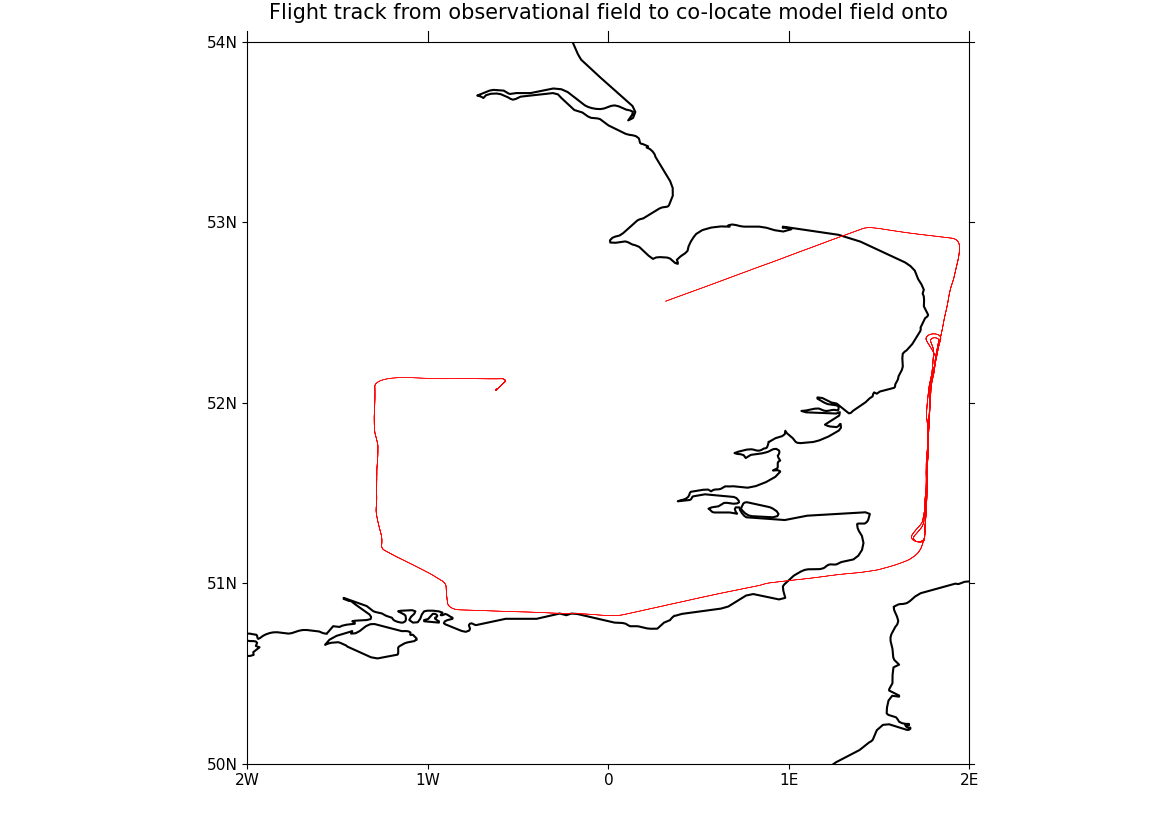 Flight track from observational field to co-locate model field onto
54N
53N
52N
51N
50N
2W 1W 0 1E 2E